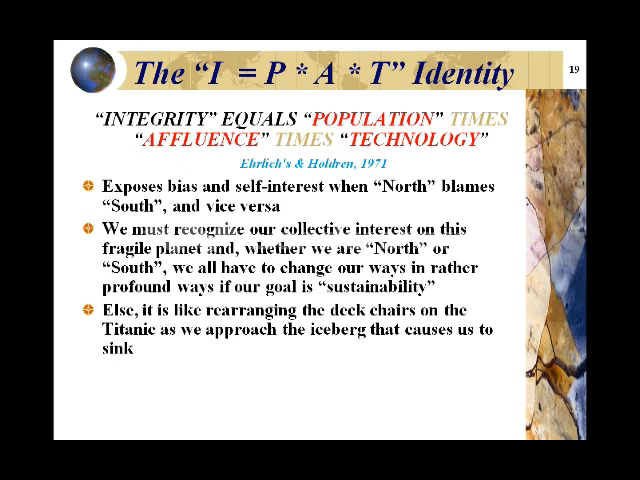 The “I = P * A * T” Identity
19
“INTEGRITY” EQUALS “POPULATION” TIMES
“AFFLUENCE” TIMES “TECHNOLOGY”
Ehrlich's & Holdren, 1971
Exposes bias and self-interest when “North” blames
“South”, and vice versa
We must recognize our collective interest on this
fragile planet and, whether we are “North” or
“South”, we all have to change our ways in rather
profound ways if our goal is “sustainability”
Else, it is like rearranging the deck chairs on the
Titanic as we approach the iceberg that causes us to
sink